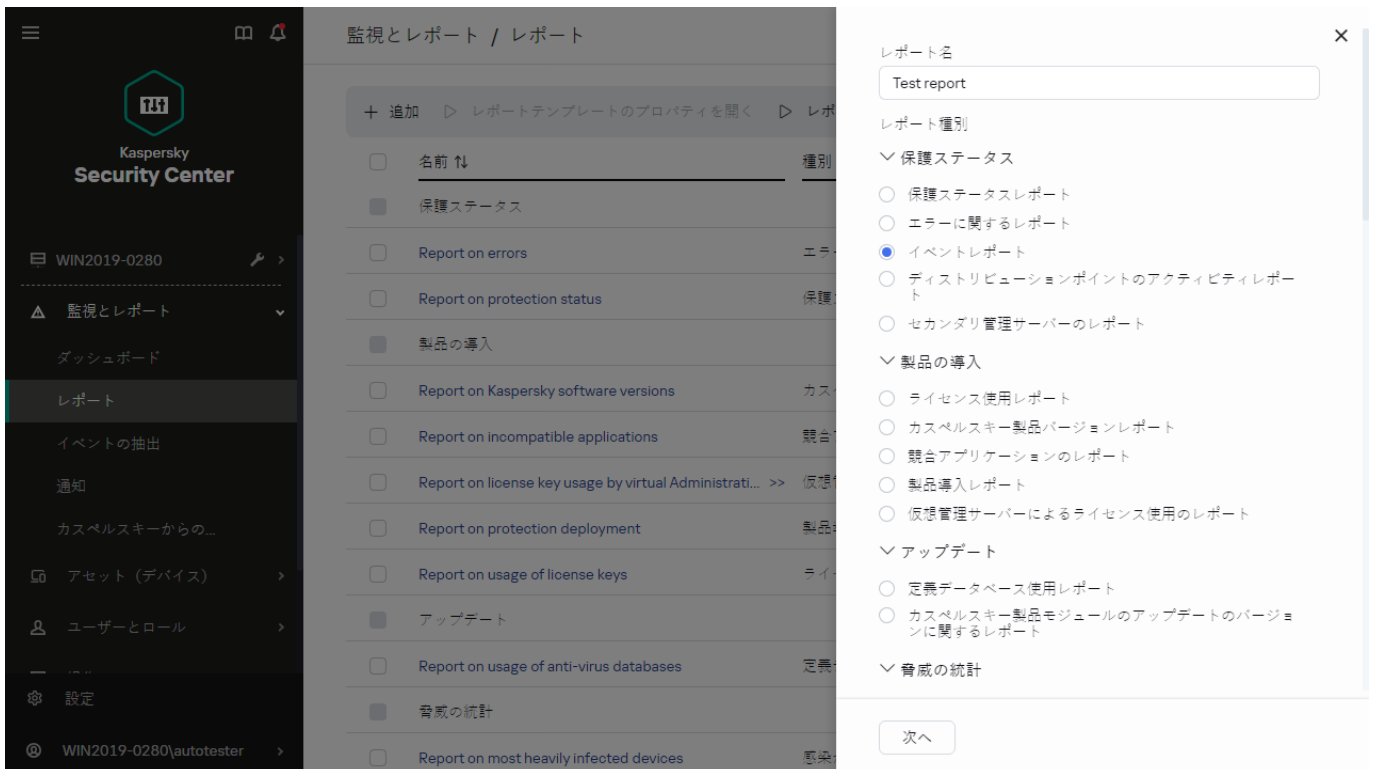 Kaspersky
Security Center
WIN2019-0280
監視とレポート
ダッシュボード
レポート
イベントの抽出
通知
カスペルスキーからの...
アセット（デバイス）
ユーザーとロール
設定
WIN2019-0280\autotester
監視とレポート / レポート
+ 追加 ▷ レポートテンプレートのプロパティを開く ▷ レポ
名前 ↑↓ 種別
保護ステータス
Report on errors エラー
Report on protection status 保護
製品の導入
Report on Kaspersky software versions カス
Report on incompatible applications 競合
Report on license key usage by virtual Administrati... >> 仮想
Report on protection deployment 製品
Report on usage of license keys ライ
アップデート
Report on usage of anti-virus databases 定義
脅威の統計
Report on most heavily infected devices 感染
レポート名
Test report
レポート種別
保護ステータス
保護ステータスレポート
エラーに関するレポート
イベントレポート
ディストリビューションポイントのアクティビティレポー
ト
セカンダリ管理サーバーのレポート
製品の導入
ライセンス使用レポート
カスペルスキー製品バージョンレポート
競合アプリケーションのレポート
製品導入レポート
仮想管理サーバーによるライセンス使用のレポート
アップデート
定義データベース使用レポート
カスペルスキー製品モジュールのアップデートのバージョ
ンに関するレポート
脅威の統計
次へ